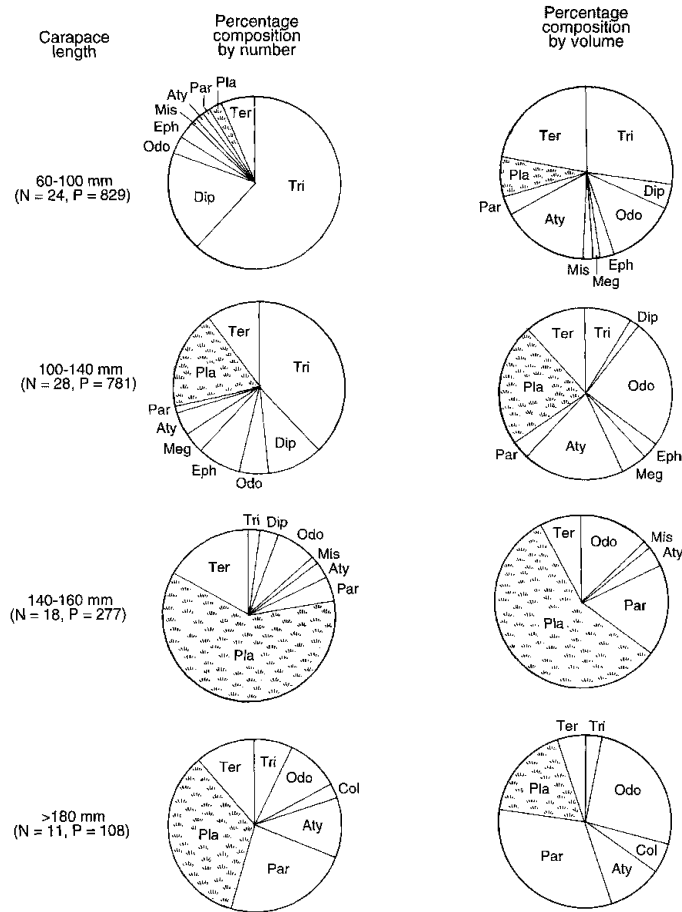 Carapace
length
Percentage
composition
by number
Percentage
composition
by volume
60-100 mm
(N = 24, P = 829)
Tri
Dip
Odo
Eph
Mis
Aty
Par
Pla
Ter
Tri
Dip
Odo
Eph
Meg
Mis
Aty
Par
Pla
Ter
100-140 mm
(N = 28, P = 781)
Tri
Dip
Odo
Eph
Meg
Aty
Par
Pla
Ter
Tri
Dip
Odo
Eph
Meg
Aty
Par
Pla
Ter
140-160 mm
(N = 18, P = 277)
Tri
Dip
Odo
Mis
Aty
Par
Pla
Ter
Odo
Mis
Aty
Par
Pla
Ter
>180 mm
(N = 11, P = 108)
Tri
Odo
Col
Aty
Par
Pla
Ter
Tri
Odo
Col
Aty
Par
Pla
Ter